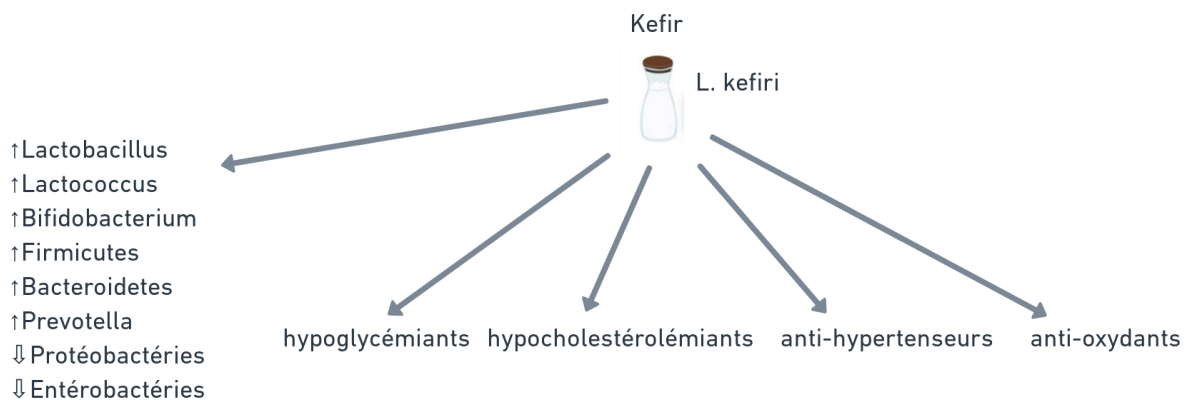 Kefir
L. kefiri
↑Lactobacillus
↑Lactococcus
↑Bifidobacterium
↑Firmicutes
↑Bacteroidetes
↑Prevotella
⇩Protéobactéries
⇩Entérobactéries
hypoglycémiants hypocholestérolémiants anti-hypertenseurs anti-oxydants